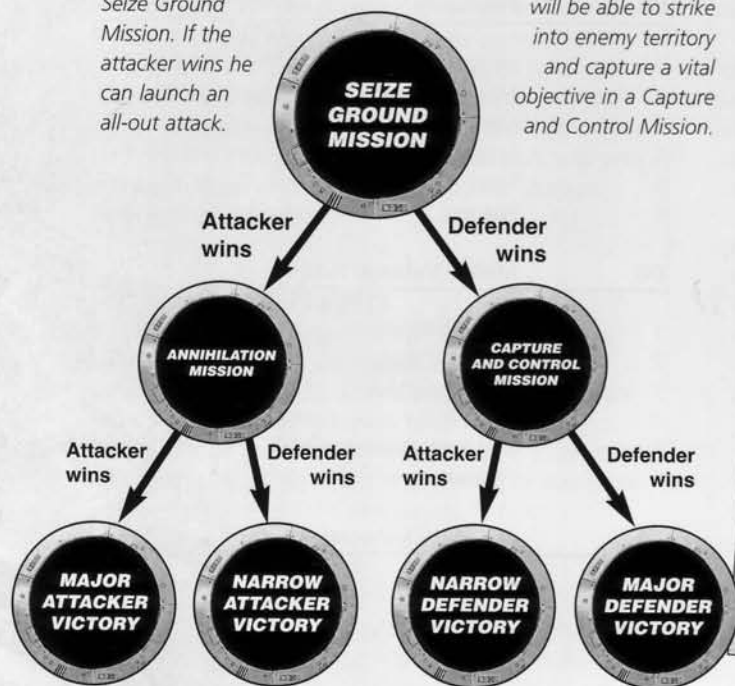 Seize Ground
Mission. If the
attacker wins he
can launch an
all-out attack.
will be able to strike
into enemy territory
and capture a vital
objective in a Capture
and Control Mission.
SEIZE
GROUND
MISSION
Attacker
wins
Defender
wins
ANNIHILATION
MISSION
CAPTURE
AND CONTROL
MISSION
Attacker
wins
Defender
wins
Attacker
wins
Defender
wins
MAJOR
ATTACKER
VICTORY
NARROW
ATTACKER
VICTORY
NARROW
DEFENDER
VICTORY
MAJOR
DEFENDER
VICTORY